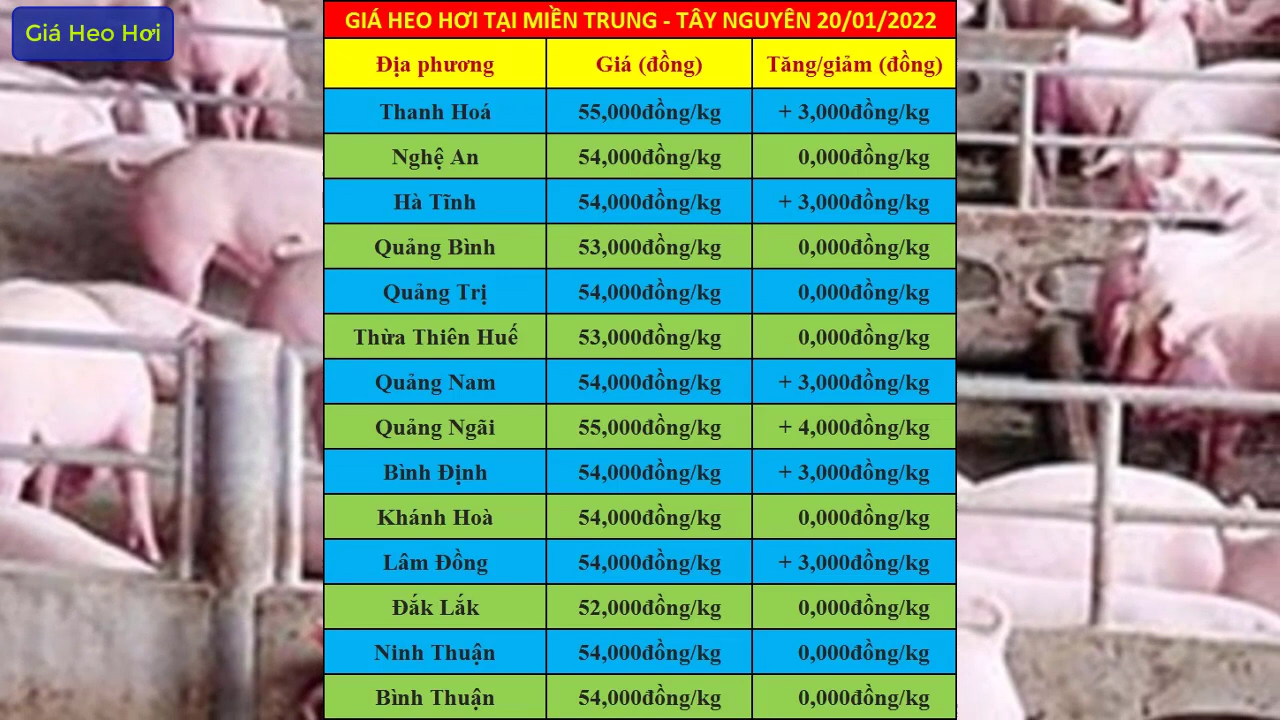 Giá Heo Hơi
GIÁ HEO HƠI TẠI MIỀN TRUNG - TÂY NGUYÊN 20/01/2022
Địa phương Giá (đồng) Tăng/giảm (đồng)
Thanh Hoá 55,000đồng/kg + 3,000đồng/kg
Nghệ An 54,000đồng/kg 0,000đồng/kg
Hà Tĩnh 54,000đồng/kg + 3,000đồng/kg
Quảng Bình 53,000đồng/kg 0,000đồng/kg
Quảng Trị 54,000đồng/kg 0,000đồng/kg
Thừa Thiên Huế 53,000đồng/kg 0,000đồng/kg
Quảng Nam 54,000đồng/kg + 3,000đồng/kg
Quảng Ngãi 55,000đồng/kg + 4,000đồng/kg
Bình Định 54,000đồng/kg + 3,000đồng/kg
Khánh Hoà 54,000đồng/kg 0,000đồng/kg
Lâm Đồng 54,000đồng/kg + 3,000đồng/kg
Đắk Lắk 52,000đồng/kg 0,000đồng/kg
Ninh Thuận 54,000đồng/kg 0,000đồng/kg
Bình Thuận 54,000đồng/kg 0,000đồng/kg